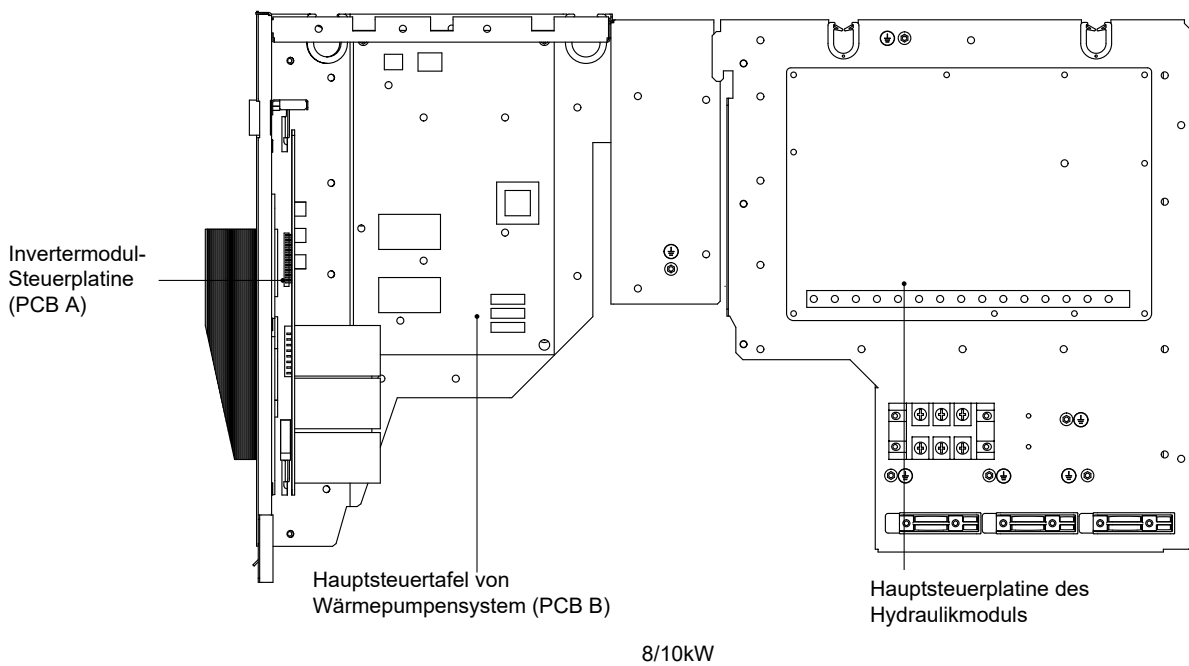 Invertermodul-
Steuerplatine
(PCB A)
Hauptsteuertafel von
Wärmepumpensystem (PCB B)
Hauptsteuerplatine des
Hydraulikmoduls
8/10kW